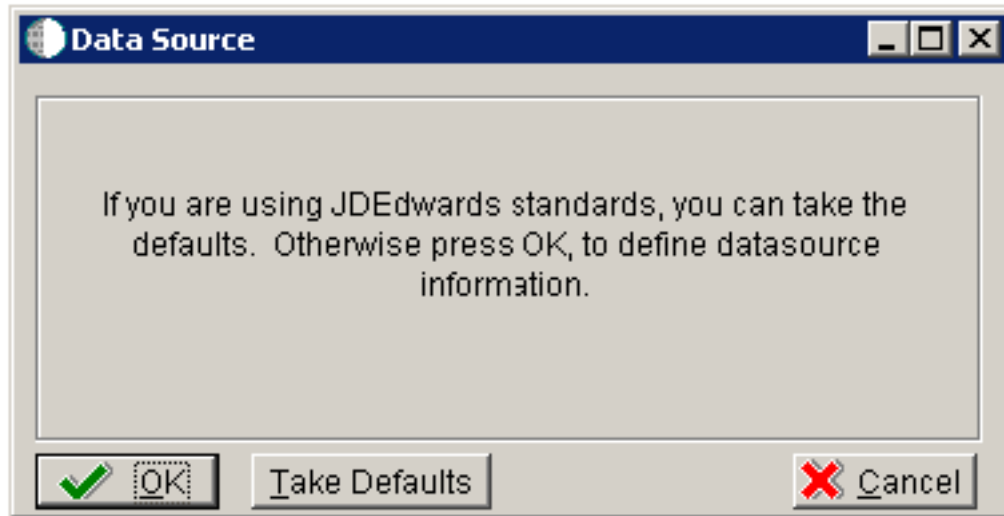 Data Source
If you are using JDEdwards standards, you can take the
defaults.  Otherwise press OK, to define datasource
information.
OK Take Defaults Cancel